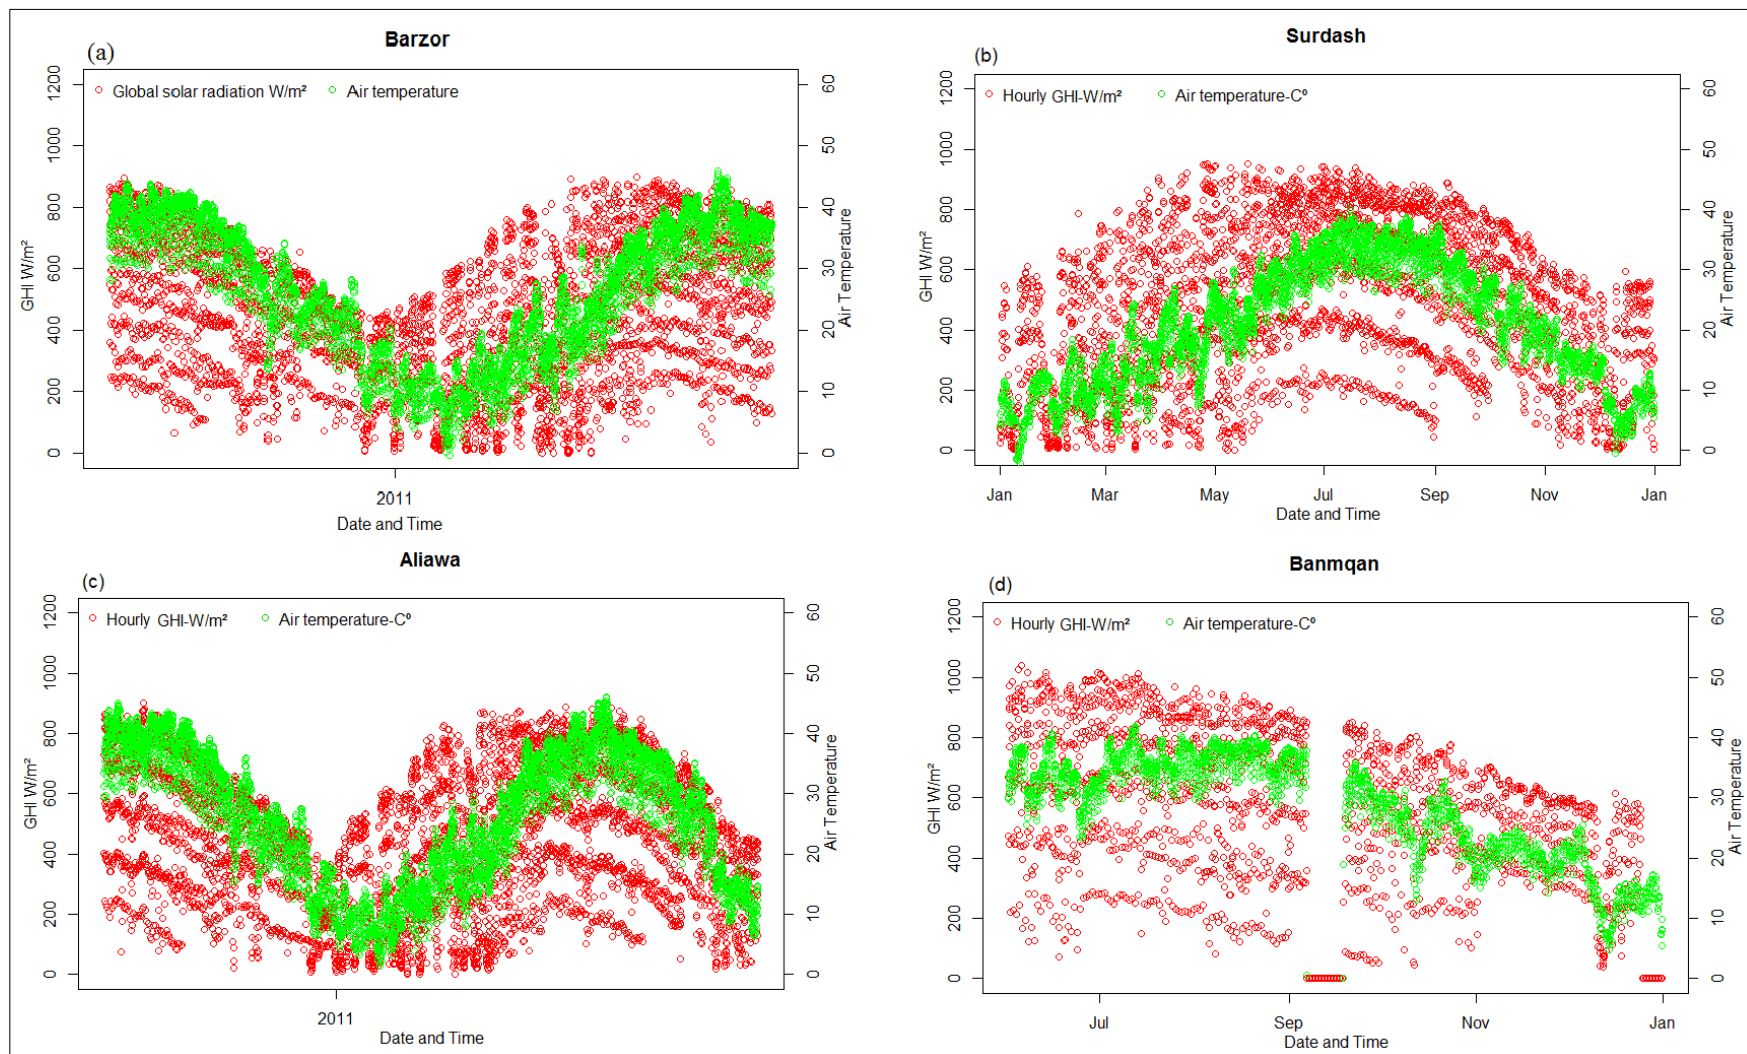 Barzor
(a)
Global solar radiation W/m² Air temperature
1200
1000
800
600
400
200
0
GHI W/m²
60
50
40
30
20
10
0
Air Temperature
2011
Date and Time
Surdash
(b)
Hourly GHI-W/m² Air temperature-C⁰
1200
1000
800
600
400
200
0
GHI W/m²
60
50
40
30
20
10
0
Air Temperature
Jan Mar May Jul Sep Nov Jan
Date and Time
Aliawa
(c)
Hourly GHI-W/m² Air temperature-C⁰
1200
1000
800
600
400
200
0
GHI W/m²
60
50
40
30
20
10
0
Air Temperature
2011
Date and Time
Banmqan
(d)
Hourly GHI-W/m² Air temperature-C⁰
1200
1000
800
600
400
200
0
GHI W/m²
60
50
40
30
20
10
0
Air Temperature
Jul Sep Nov Jan
Date and Time